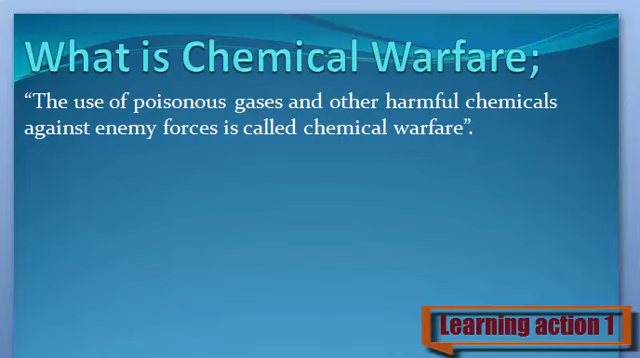 What is Chemical Warfare;
“The use of poisonous gases and other harmful chemicals
against enemy forces is called chemical warfare”.
Learning action 1